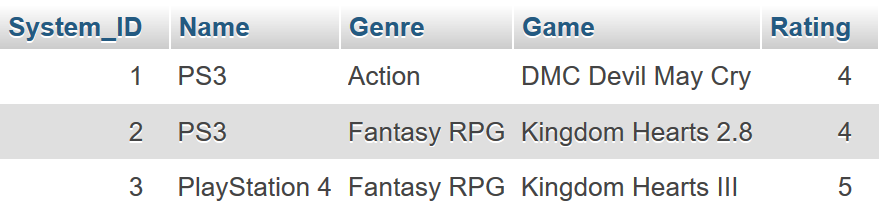 System_ID Name Genre Game Rating
1 PS3 Action DMC Devil May Cry 4
2 PS3 Fantasy RPG Kingdom Hearts 2.8 4
3 PlayStation 4 Fantasy RPG Kingdom Hearts III 5